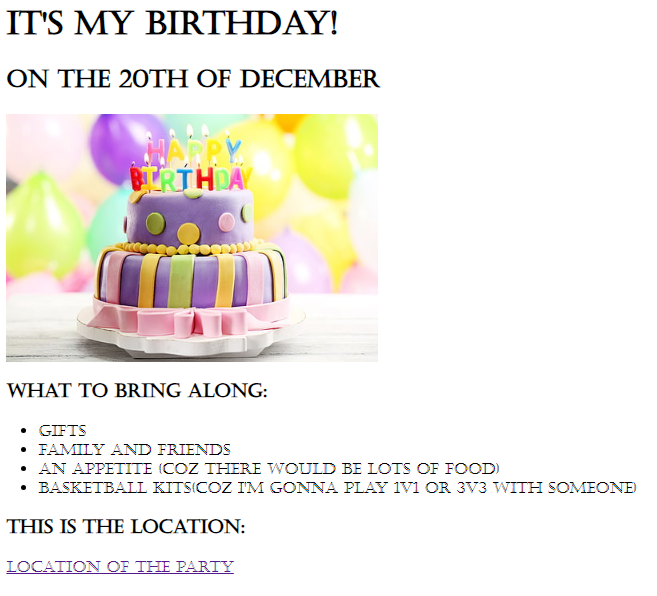 IT'S MY BIRTHDAY!
ON THE 20TH OF DECEMBER
HAPPY
BIRTHDAY
WHAT TO BRING ALONG:
GIFTS
FAMILY AND FRIENDS
AN APPETITE (COZ THERE WOULD BE LOTS OF FOOD)
BASKETBALL KITS(COZ I'M GONNA PLAY 1V1 OR 3V3 WITH SOMEONE)
THIS IS THE LOCATION:
LOCATION OF THE PARTY